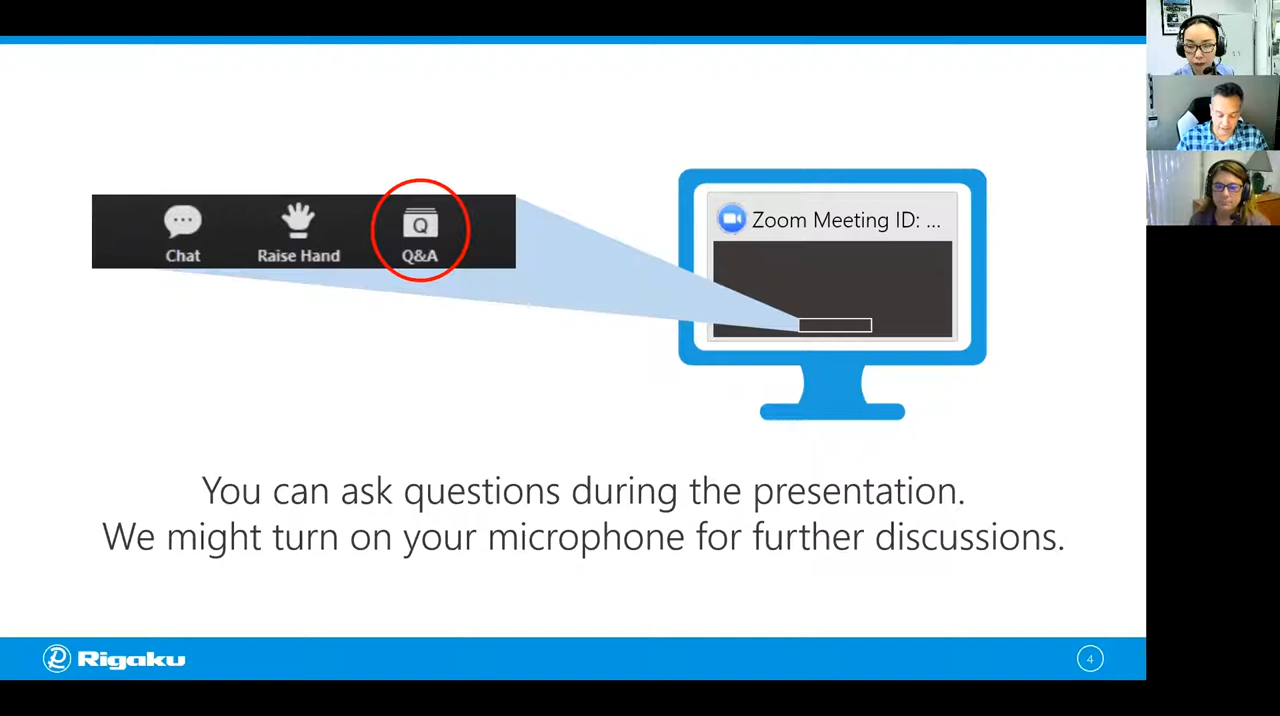 Chat
Raise Hand
Q
Q&A
Zoom Meeting ID: ...
You can ask questions during the presentation.
We might turn on your microphone for further discussions.
Rigaku
4